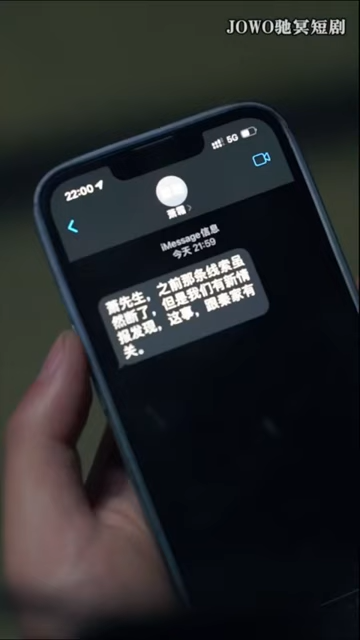 JOWO驰冥短剧
22:00
5G
iMessage信息
今天 21:59
萧先生，之前那条线索虽
然断了，但是我们有新情
报发现，这事，跟秦家有
关。